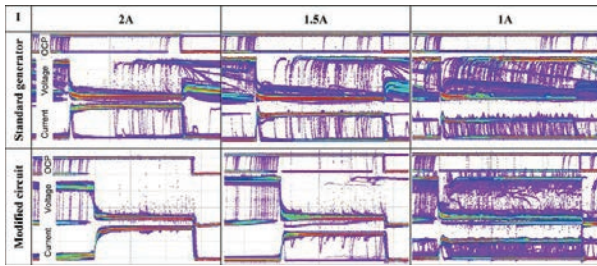 I 2A 1.5A 1A
Standard generator
OCP
Voltage
Current
Modified circuit
OCP
Voltage
Current